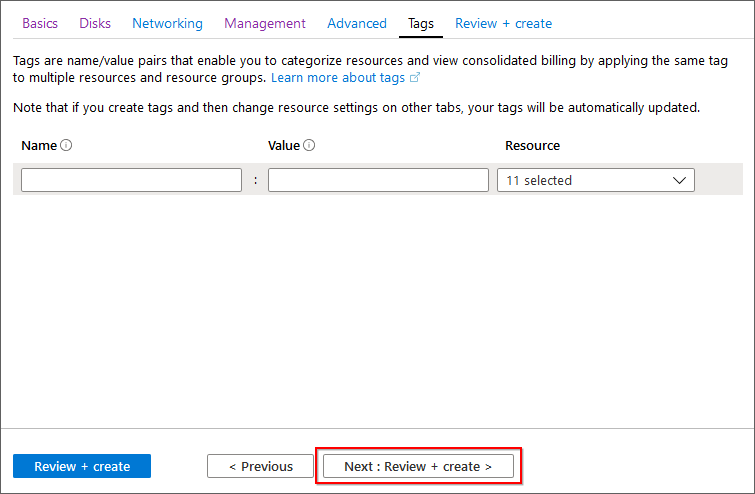 Basics Disks Networking Management Advanced Tags Review + create
Tags are name/value pairs that enable you to categorize resources and view consolidated billing by applying the same tag
to multiple resources and resource groups. Learn more about tags
Note that if you create tags and then change resource settings on other tabs, your tags will be automatically updated.
Name Value Resource
: 11 selected
Review + create < Previous Next : Review + create >